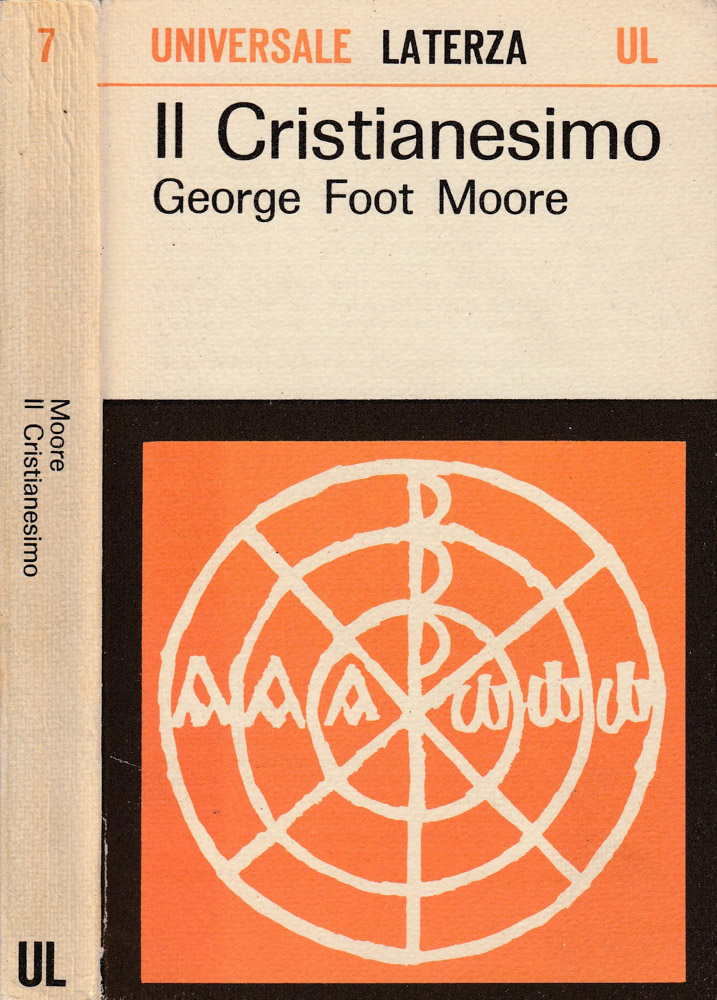 7
UNIVERSALE LATERZA UL
Il Cristianesimo
George Foot Moore
Moore
Il Cristianesimo
UL
A A A ω ω ω